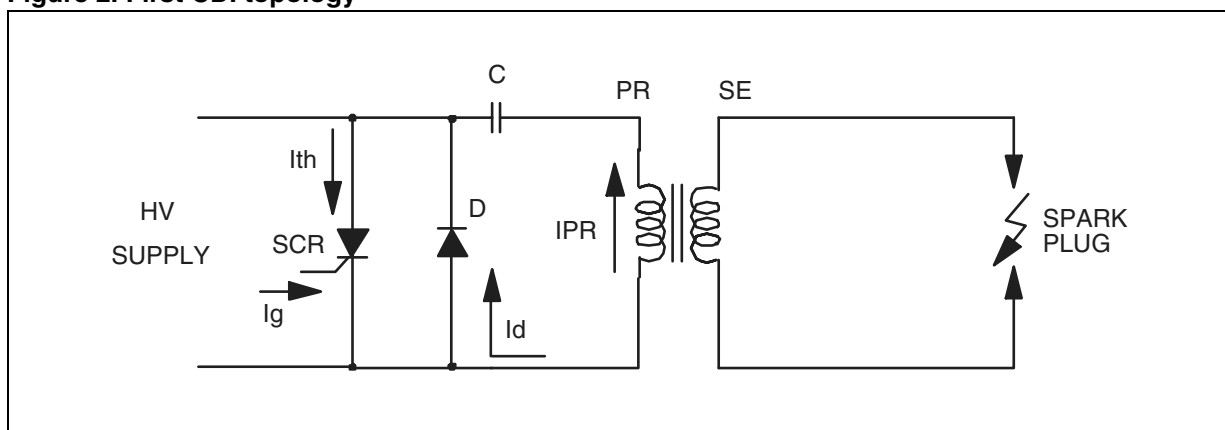 Figure 2. First CDI topology
C
PR
SE
Ith
HV
SUPPLY
SCR
D
IPR
SPARK
PLUG
Ig
Id